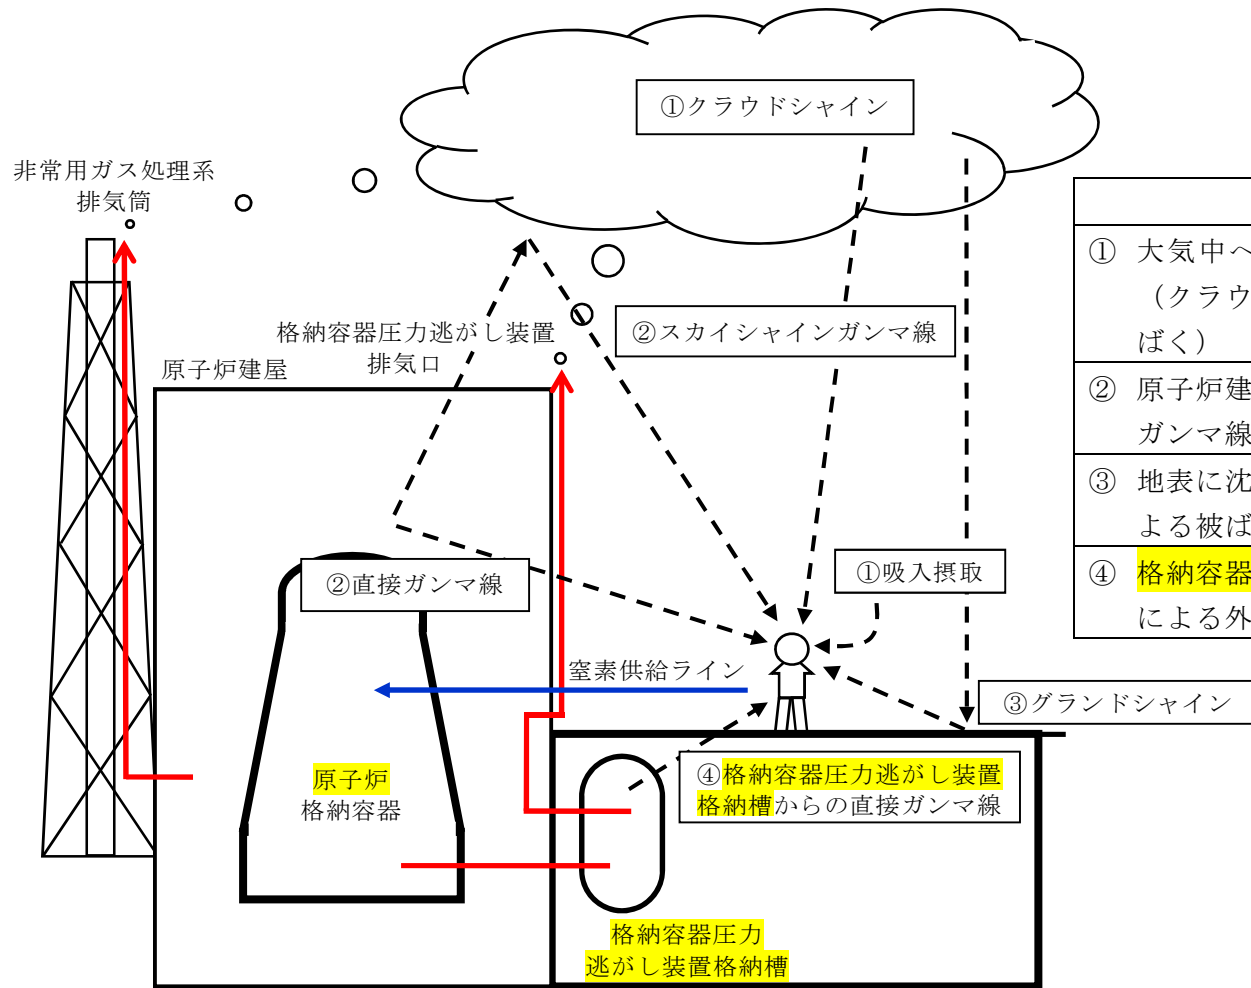 ①クラウドシャイン
非常用ガス処理系
排気筒
②スカイシャインガンマ線
格納容器圧力逃がし装置
排気口
原子炉建屋
②直接ガンマ線
①吸入摂取
窒素供給ライン
③グランドシャイン
原子炉
格納容器
④格納容器圧力逃がし装置
格納槽からの直接ガンマ線
格納容器圧力
逃がし装置格納槽
① 大気中へ
（クラウ
ばく）
② 原子炉建
ガンマ線
③ 地表に沈
よる被ば
④ 格納容器
による外